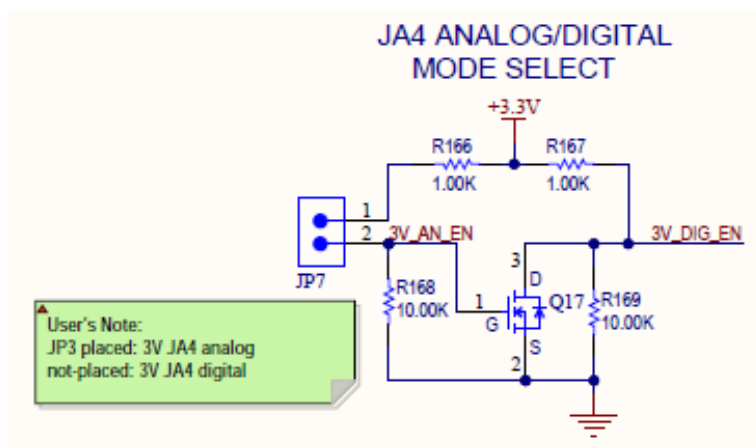 JA4 ANALOG/DIGITAL
MODE SELECT
+3.3V
R166
R167
1.00K
1.00K
1
2
3V_AN_EN
3V_DIG_EN
JP7
3
D
R168
10.00K
1
G
Q17
R169
10.00K
S
2
User's Note:
JP3 placed: 3V JA4 analog
not-placed: 3V JA4 digital